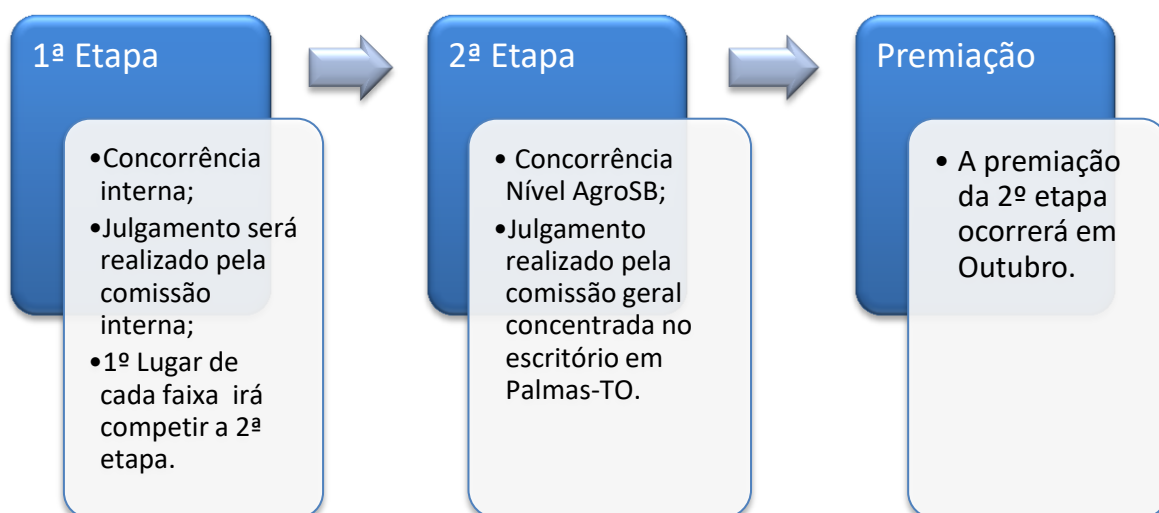 1ª Etapa
•Concorrência
interna;
•Julgamento será
realizado pela
comissão
interna;
•1º Lugar de
cada faixa  irá
competir a 2ª
etapa.
2ª Etapa
• Concorrência
Nível AgroSB;
•Julgamento
realizado pela
comissão geral
concentrada no
escritório em
Palmas-TO.
Premiação
• A premiação
da 2º etapa
ocorrerá em
Outubro.